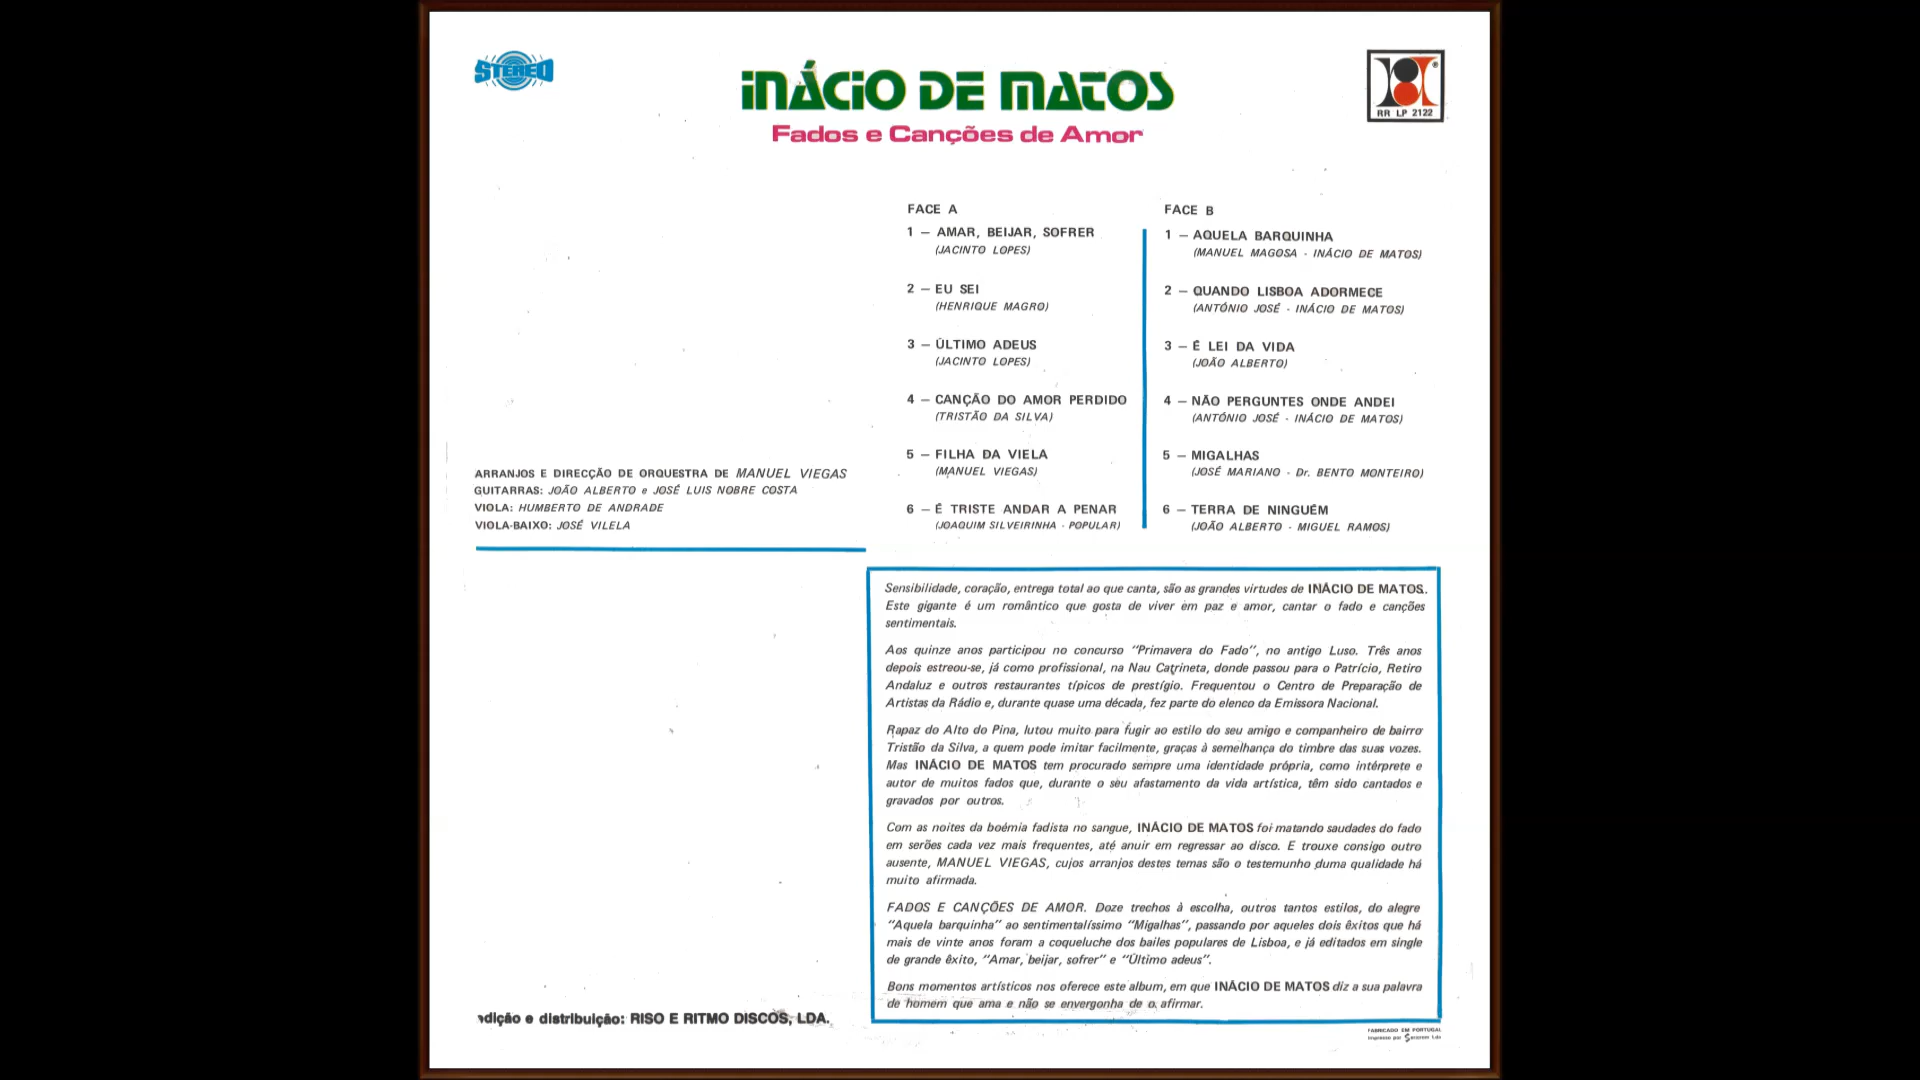 STEREO
INÁCIO DE MATOS
Fados e Canções de Amor
RR LP 2122
FACE A
1 — AMAR, BEIJAR, SOFRER
(JACINTO LOPES)
2 — EU SEI
(HENRIQUE MAGRO)
3 — ÚLTIMO ADEUS
(JACINTO LOPES)
4 — CANÇÃO DO AMOR PERDIDO
(TRISTÃO DA SILVA)
5 — FILHA DA VIELA
(MANUEL VIEGAS)
6 — É TRISTE ANDAR A PENAR
(JOAQUIM SILVEIRINHA - POPULAR)
FACE B
1 — AQUELA BARQUINHA
(MANUEL MAGOSA - INÁCIO DE MATOS)
2 — QUANDO LISBOA ADORMECE
(ANTÓNIO JOSÉ - INÁCIO DE MATOS)
3 — É LEI DA VIDA
(JOÃO ALBERTO)
4 — NÃO PERGUNTES ONDE ANDEI
(ANTÓNIO JOSÉ - INÁCIO DE MATOS)
5 — MIGALHAS
(JOSÉ MARIANO - Dr. BENTO MONTEIRO)
6 — TERRA DE NINGUÉM
(JOÃO ALBERTO - MIGUEL RAMOS)
ARRANJOS E DIRECÇÃO DE ORQUESTRA DE MANUEL VIEGAS
GUITARRAS: JOÃO ALBERTO e JOSÉ LUIS NOBRE COSTA
VIOLA: HUMBERTO DE ANDRADE
VIOLA-BAIXO: JOSÉ VILELA
Sensibilidade, coração, entrega total ao que canta, são as grandes virtudes de INÁCIO DE MATOS.
Este gigante é um romântico que gosta de viver em paz e amor, cantar o fado e canções
sentimentais.
Aos quinze anos participou no concurso "Primavera do Fado", no antigo Luso. Três anos
depois estreou-se, já como profissional, na Nau Catrineta, donde passou para o Patrício, Retiro
Andaluz e outros restaurantes típicos de prestígio. Frequentou o Centro de Preparação de
Artistas da Rádio e, durante quase uma década, fez parte do elenco da Emissora Nacional.
Rapaz do Alto do Pina, lutou muito para fugir ao estilo do seu amigo e companheiro de bairro
Tristão da Silva, a quem pode imitar facilmente, graças à semelhança do timbre das suas vozes.
Mas INÁCIO DE MATOS tem procurado sempre uma identidade própria, como intérprete e
autor de muitos fados que, durante o seu afastamento da vida artística, têm sido cantados e
gravados por outros.
Com as noites da boémia fadista no sangue, INÁCIO DE MATOS foi matando saudades do fado
em serões cada vez mais frequentes, até anuir em regressar ao disco. E trouxe consigo outro
ausente, MANUEL VIEGAS, cujos arranjos destes temas são o testemunho duma qualidade há
muito afirmada.
FADOS E CANÇÕES DE AMOR. Doze trechos à escolha, outros tantos estilos, do alegre
"Aquela barquinha" ao sentimentalíssimo "Migalhas", passando por aqueles dois êxitos que há
mais de vinte anos foram a coqueluche dos bailes populares de Lisboa, e já editados em single
de grande êxito, "Amar, beijar, sofrer" e "Último adeus".
Bons momentos artísticos nos oferece este album, em que INÁCIO DE MATOS diz a sua palavra
de homem que ama e não se envergonha de o afirmar.
dição e distribuição: RISO E RITMO DISCOS, LDA.
FABRICADO EM PORTUGAL
Impresso por